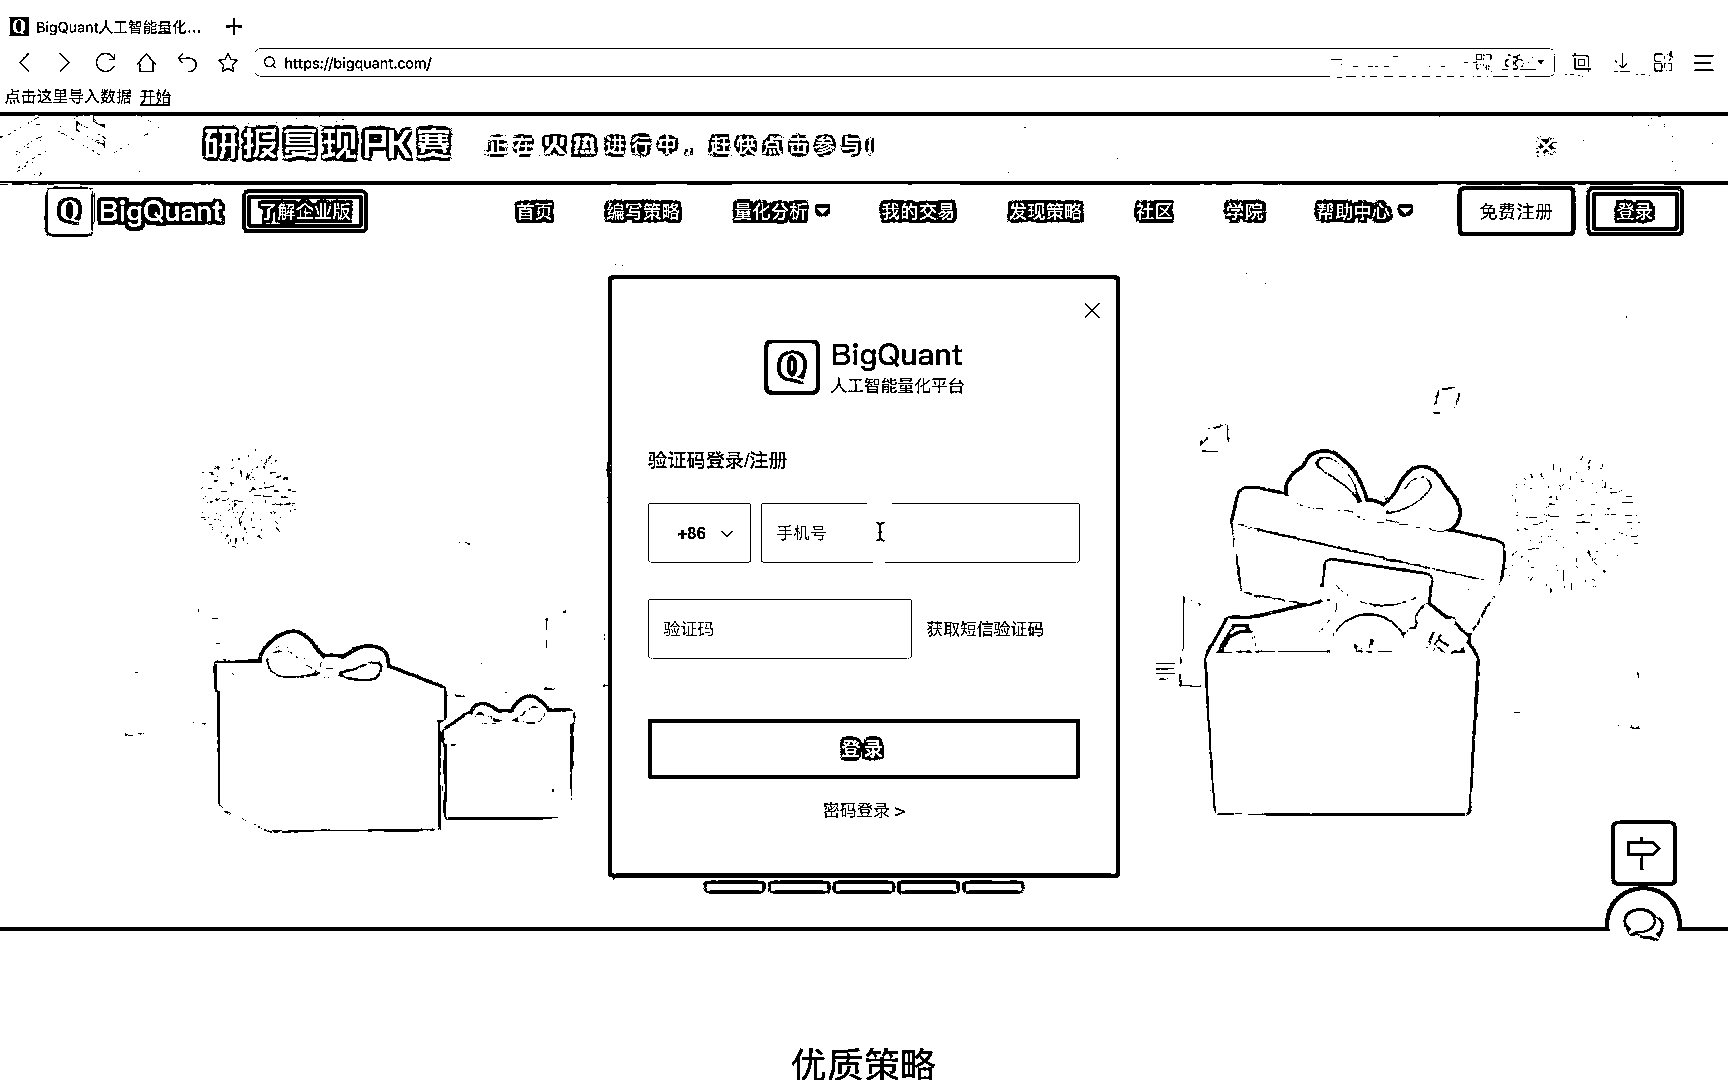 BigQuant人工智能量化...
https://bigquant.com/
点击这里导入数据 开始
研报复现PK赛 正在火热进行中。赶快点击参与!
BigQuant 了解企业版 首页 编写策略 量化分析 我的交易 发现策略 社区 学院 帮助中心 免费注册 登录
BigQuant
人工智能量化平台
验证码登录/注册
+86 手机号
验证码 获取短信验证码
登录
密码登录 >
优质策略